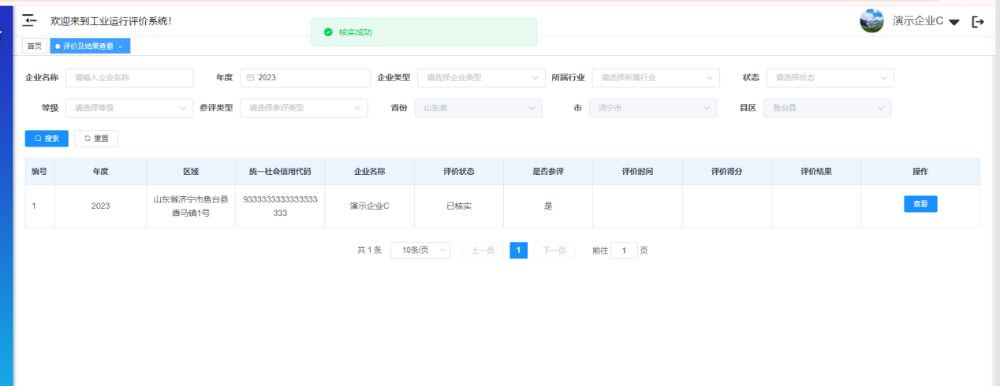 欢迎来到工业运行评价系统!
核实成功
演示企业C
首页
评价及结果查看 ×
企业名称 请输入企业名称 年度 2023 企业类型 请选择企业类型 所属行业 请选择所属行业 状态 请选择状态
等级 请选择等级 参评类型 请选择参评类型 省份 山东省 市 济宁市 县区 鱼台县
搜索 重置
编号 年度 区域 统一社会信用代码 企业名称 评价状态 是否参评 评价时间 评价得分 评价结果 操作
1 2023 山东省济宁市鱼台县 9333333333333333 演示企业C 已核实 是 查看
唐马镇1号 333
共 1 条 10条/页 上一页 1 下一页 前往 1 页